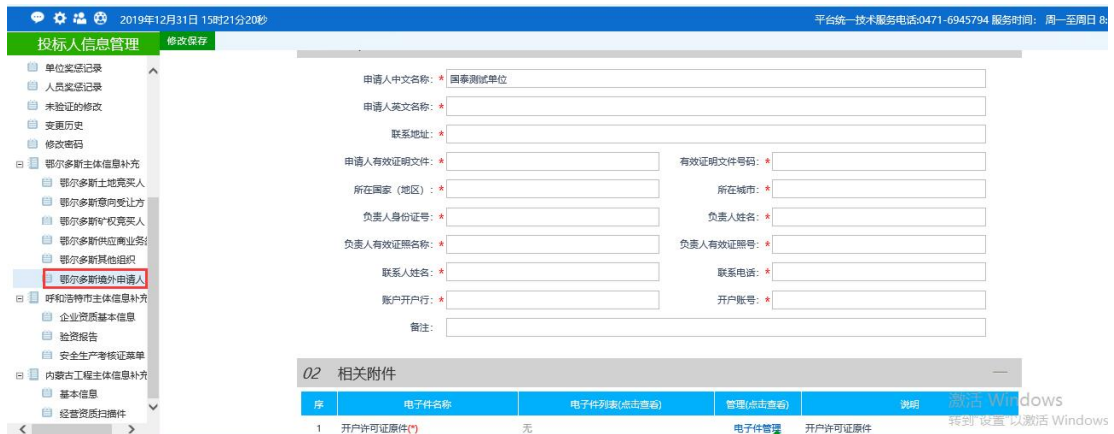 2019年12月31日 15时21分20秒
平台统一技术服务电话:0471-6945794 服务时间： 周一至周日 8:
投标人信息管理
修改保存
单位奖惩记录
人员奖惩记录
未验证的修改
变更历史
修改密码
鄂尔多斯主体信息补充
鄂尔多斯土地竞买人
鄂尔多斯意向受让方
鄂尔多斯矿权竞买人
鄂尔多斯供应商业务
鄂尔多斯其他组织
鄂尔多斯境外申请人
呼和浩特市主体信息补充
企业资质基本信息
验资报告
安全生产考核证菜单
内蒙古工程主体信息补充
基本信息
经营资质扫描件
申请人中文名称: * 国泰测试单位
申请人英文名称: *
联系地址: *
申请人有效证明文件: * 有效证明文件号码: *
所在国家（地区）: * 所在城市: *
负责人身份证号: * 负责人姓名: *
负责人有效证照名称: * 负责人有效证照号: *
联系人姓名: * 联系电话: *
账户开户行: * 开户账号: *
备注:
02 相关附件
序 电子件名称 电子件列表(点击查看) 管理(点击查看) 说明
1 开户许可证原件(*) 无 电子件管理 开户许可证原件
激活 Windows
转到"设置"以激活 Windows